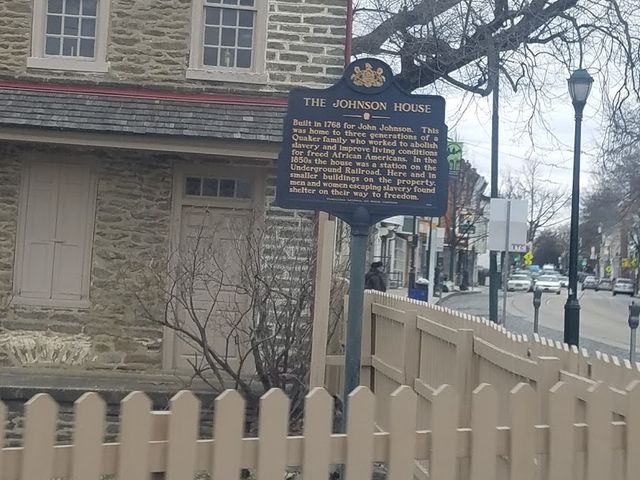 THE JOHNSON HOUSE
Built in 1768 for John Johnson. This
was home to three generations of a
Quaker family who worked to abolish
slavery and improve living conditions
for freed African Americans. In the
1850s the house was a station on the
Underground Railroad. Here and in
smaller buildings on the property,
men and women escaping slavery found
shelter on their way to freedom.